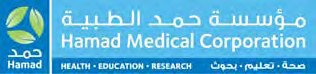 مؤسسة حمد الطبية
Hamad Medical Corporation
حمد
Hamad
HEALTH • EDUCATION • RESEARCH صحة • تعليم • بحوث